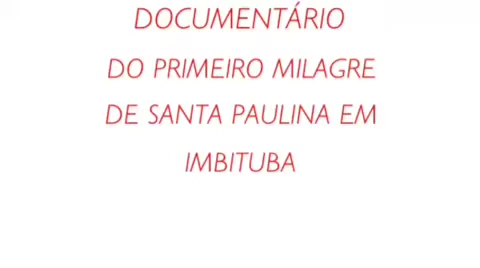 DOCUMENTÁRIO
DO PRIMEIRO MILAGRE
DE SANTA PAULINA EM
IMBITUBA